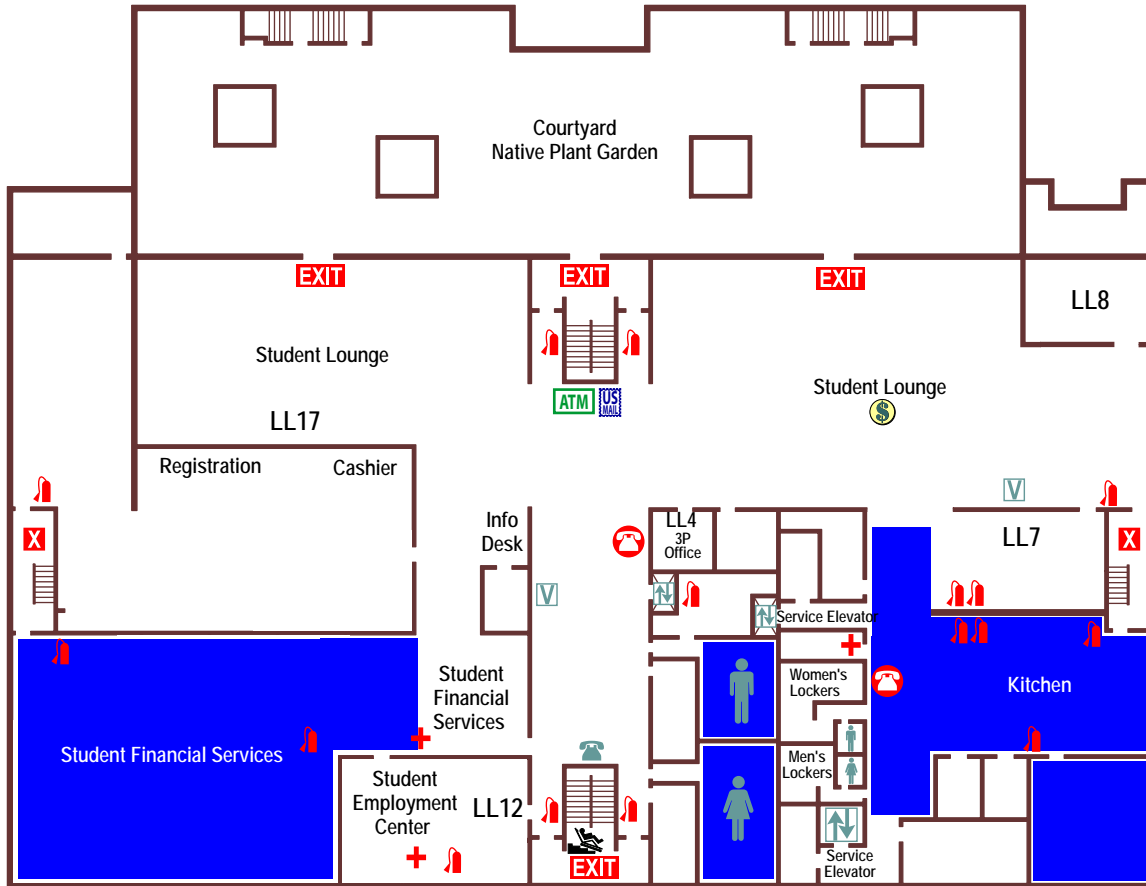 Courtyard
Native Plant Garden
EXIT
EXIT
EXIT
LL8
Student Lounge
ATM
US
MAIL
Student Lounge
$
LL17
Registration
Cashier
V
X
Info
Desk
LL4
3P
Office
LL7
X
V
Service Elevator
Student
Financial
Services
Women's
Lockers
Kitchen
Student Financial Services
Men's
Lockers
Student
Employment
Center
LL12
EXIT
Service
Elevator